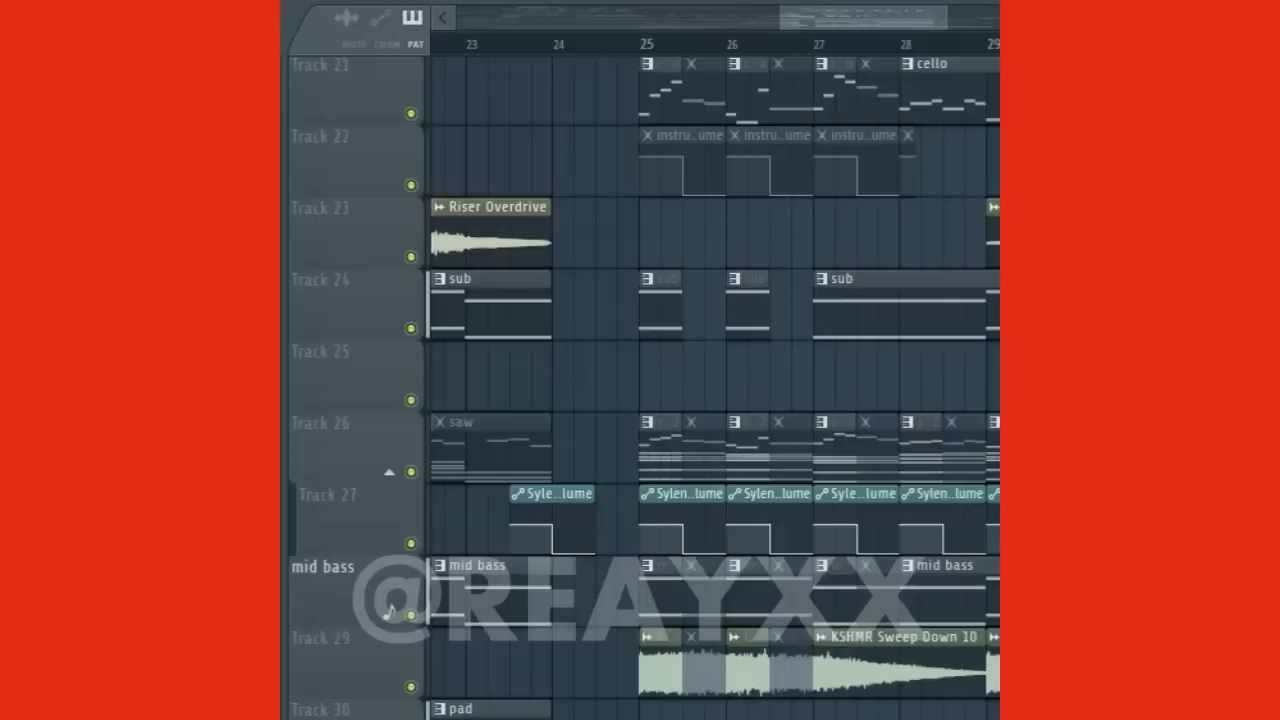 NOTE CHAN PAT
23 24 25 26 27 28 29
Track 21
cello
Track 22
instru..ume instru..ume instru..ume
Track 23
Riser Overdrive
Track 24
sub sub sub sub
Track 25
Track 26
saw
Track 27
Syle..lume Sylen..lume Sylen..lume Syle..lume Sylen..lume
mid bass
mid bass mid bass
@REAYXX
Track 29
KSHMR Sweep Down 10
Track 30
pad